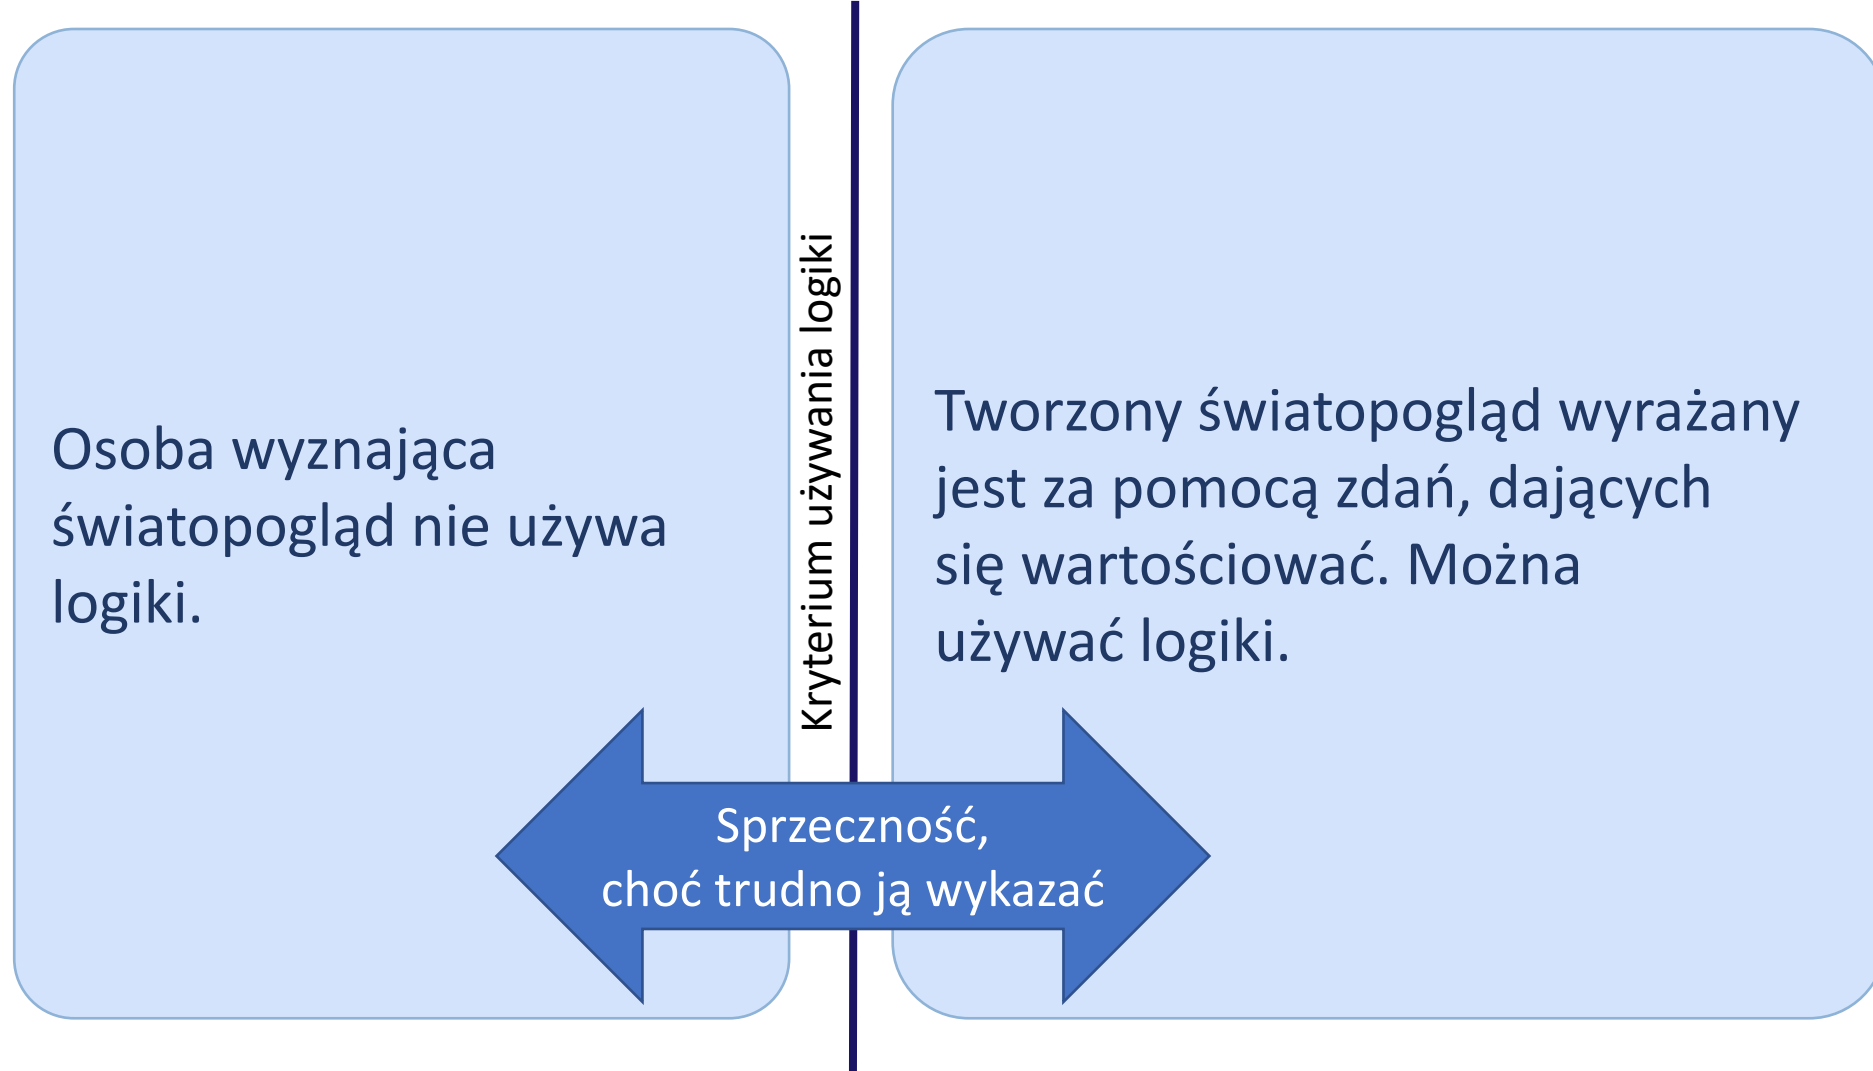 Osoba wyznająca
światopogląd nie używa
logiki.
Kryterium używania logiki
Tworzony światopogląd wyrażany
jest za pomocą zdań, dających
się wartościować. Można
używać logiki.
Sprzeczność,
choć trudno ją wykazać